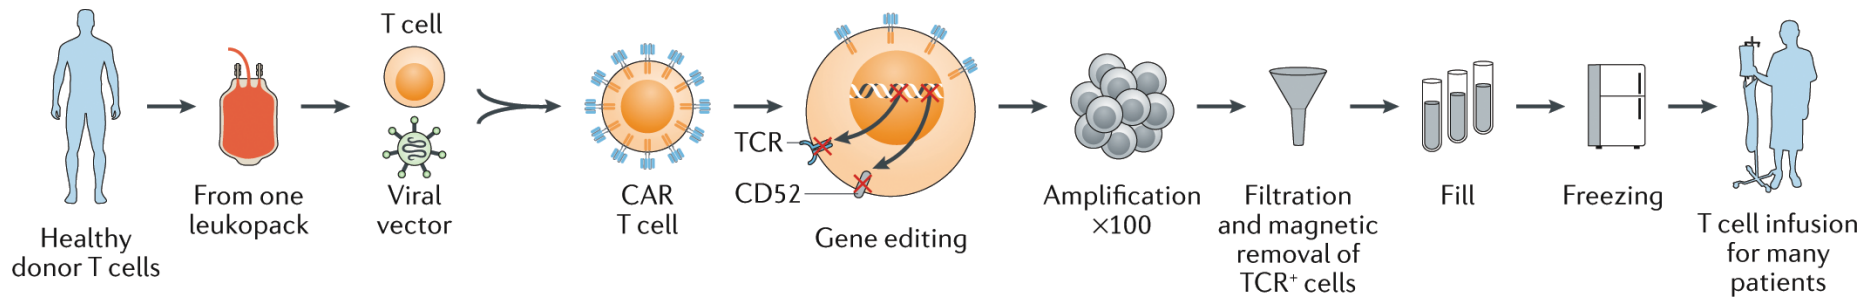 Healthy
donor T cells
From one
leukopack
T cell
Viral
vector
CAR
T cell
TCR
CD52
Gene editing
Amplification
×100
Filtration
and magnetic
removal of
TCR⁺ cells
Fill
Freezing
T cell infusion
for many
patients